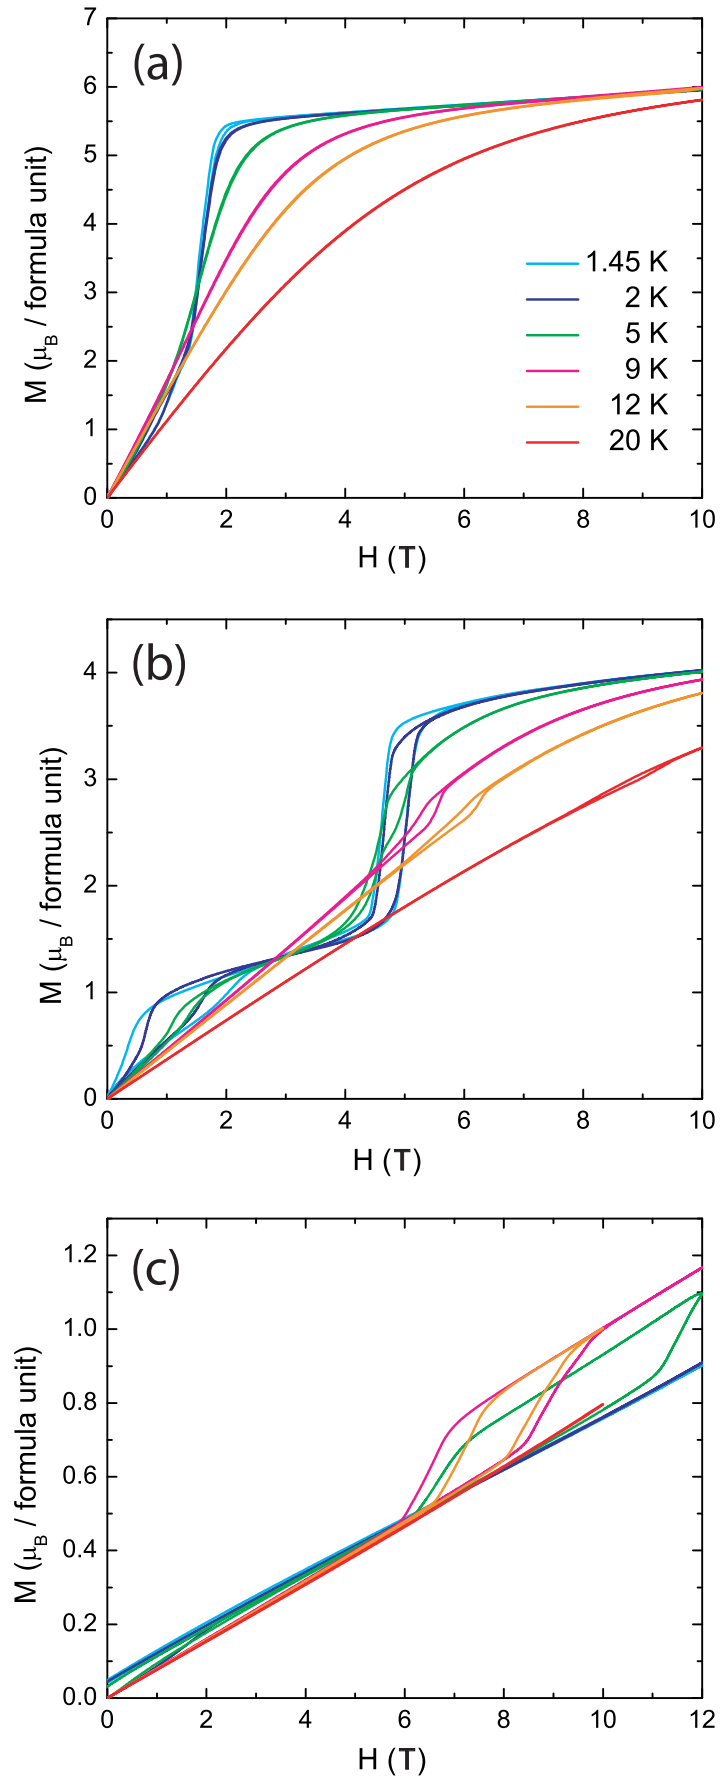 (a)
7
6
5
4
3
2
1
0
M (μB / formula unit)
1.45 K
2 K
5 K
9 K
12 K
20 K
0 2 4 6 8 10
H (T)
(b)
4
3
2
1
0
M (μB / formula unit)
0 2 4 6 8 10
H (T)
(c)
1.2
1.0
0.8
0.6
0.4
0.2
0.0
M (μB / formula unit)
0 2 4 6 8 10 12
H (T)